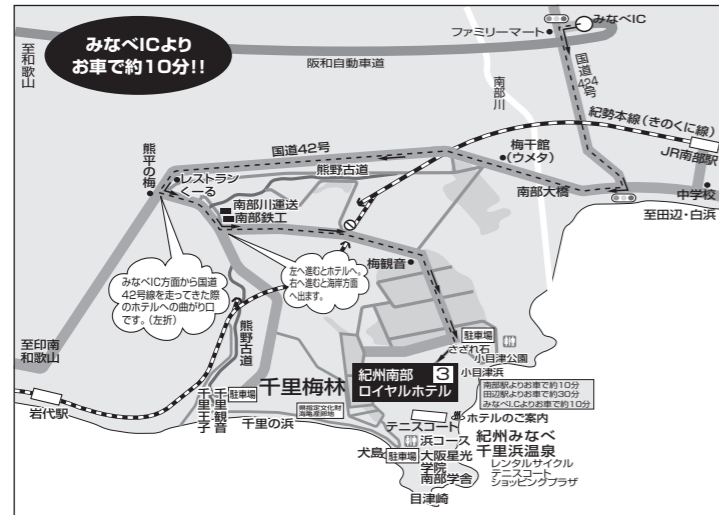 みなべICより
お車で約10分!!
至和歌山
阪和自動車道
ファミリーマート
みなべIC
国道424号
南部川
紀勢本線(きのくに線)
JR南部駅
国道42号
梅干館
(ウメタ)
熊平の梅
レストラン
くーる
熊野古道
南部大橋
中学校
至田辺・白浜
南部川運送
南部鉄工
梅観音
みなべIC方面から国道
42号線を走ってきた際
のホテルへの曲がり口
です。(左折)
左へ進むとホテルへ。
右へ進むと海岸方面
へ出ます。
至印南
和歌山
熊野古道
駐車場
さざれ石
小目津公園
小目津浜
紀州南部
ロイヤルホテル
3
南部駅よりお車で約10分
田辺駅よりお車で約30分
みなべI.Cよりお車で約10分
岩代駅
千里王子
千里観音
駐車場
千里梅林
県指定文化財
千里の浜
テニスコート
ホテルのご案内
浜コース
紀州みなべ
千里浜温泉
レンタルサイクル
テニスコート
ショッピングプラザ
犬島
駐車場
大阪星光
学院
南部学舎
目津崎